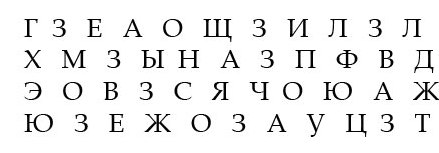 Г З Е А О Щ З И Л З Л
Х М З Ы Н А З П Ф В Д
Э О В З С Я Ч О Ю А Ж
Ю З Е Ж О З А У Ц З Т